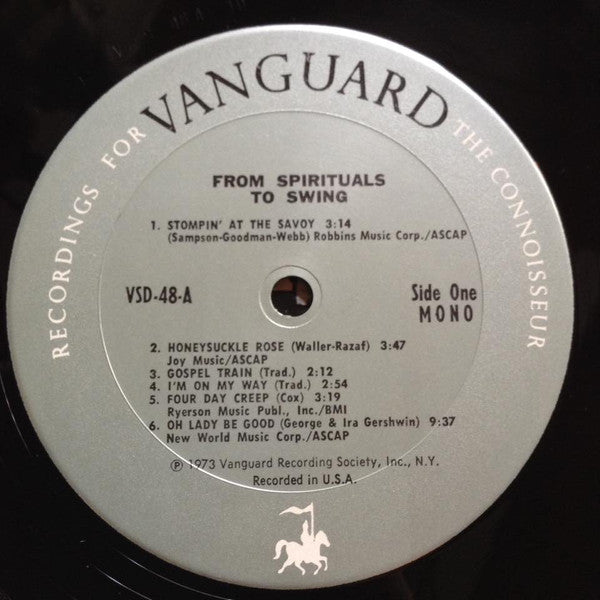 RECORDINGS FOR VANGUARD THE CONNOISSEUR
FROM SPIRITUALS
TO SWING
1. STOMPIN' AT THE SAVOY 3:14
(Sampson-Goodman-Webb) Robbins Music Corp./ASCAP
VSD-48-A
Side One
MONO
2. HONEYSUCKLE ROSE (Waller-Razaf) 3:47
Joy Music/ASCAP
3. GOSPEL TRAIN (Trad.) 2:12
4. I'M ON MY WAY (Trad.) 2:54
5. FOUR DAY CREEP (Cox) 3:19
Ryerson Music Publ., Inc./BMI
6. OH LADY BE GOOD (George & Ira Gershwin) 9:37
New World Music Corp./ASCAP
℗ 1973 Vanguard Recording Society, Inc., N.Y.
Recorded in U.S.A.